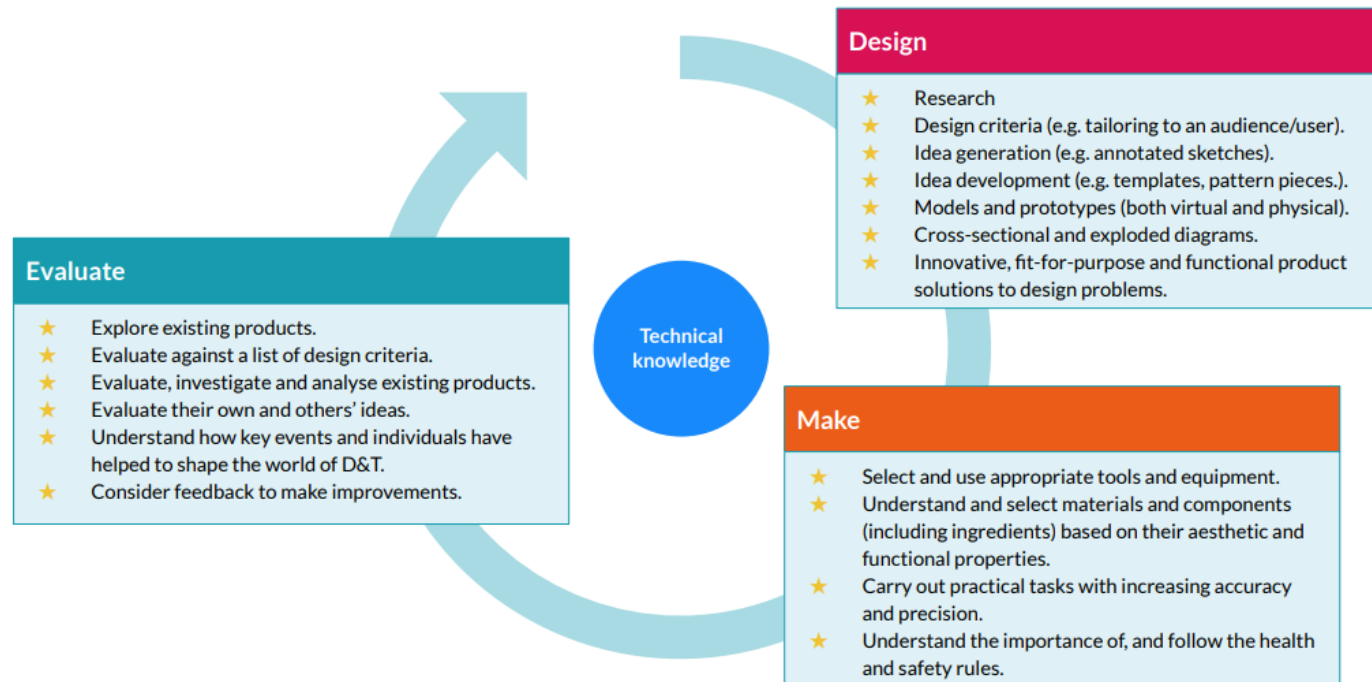 Design
★ Research
★ Design criteria (e.g. tailoring to an audience/user).
★ Idea generation (e.g. annotated sketches).
★ Idea development (e.g. templates, pattern pieces.).
★ Models and prototypes (both virtual and physical).
★ Cross-sectional and exploded diagrams.
★ Innovative, fit-for-purpose and functional product
solutions to design problems.
Make
★ Select and use appropriate tools and equipment.
★ Understand and select materials and components
(including ingredients) based on their aesthetic and
functional properties.
★ Carry out practical tasks with increasing accuracy
and precision.
★ Understand the importance of, and follow the health
and safety rules.
Evaluate
★ Explore existing products.
★ Evaluate against a list of design criteria.
★ Evaluate, investigate and analyse existing products.
★ Evaluate their own and others’ ideas.
★ Understand how key events and individuals have
helped to shape the world of D&T.
★ Consider feedback to make improvements.
Technical
knowledge